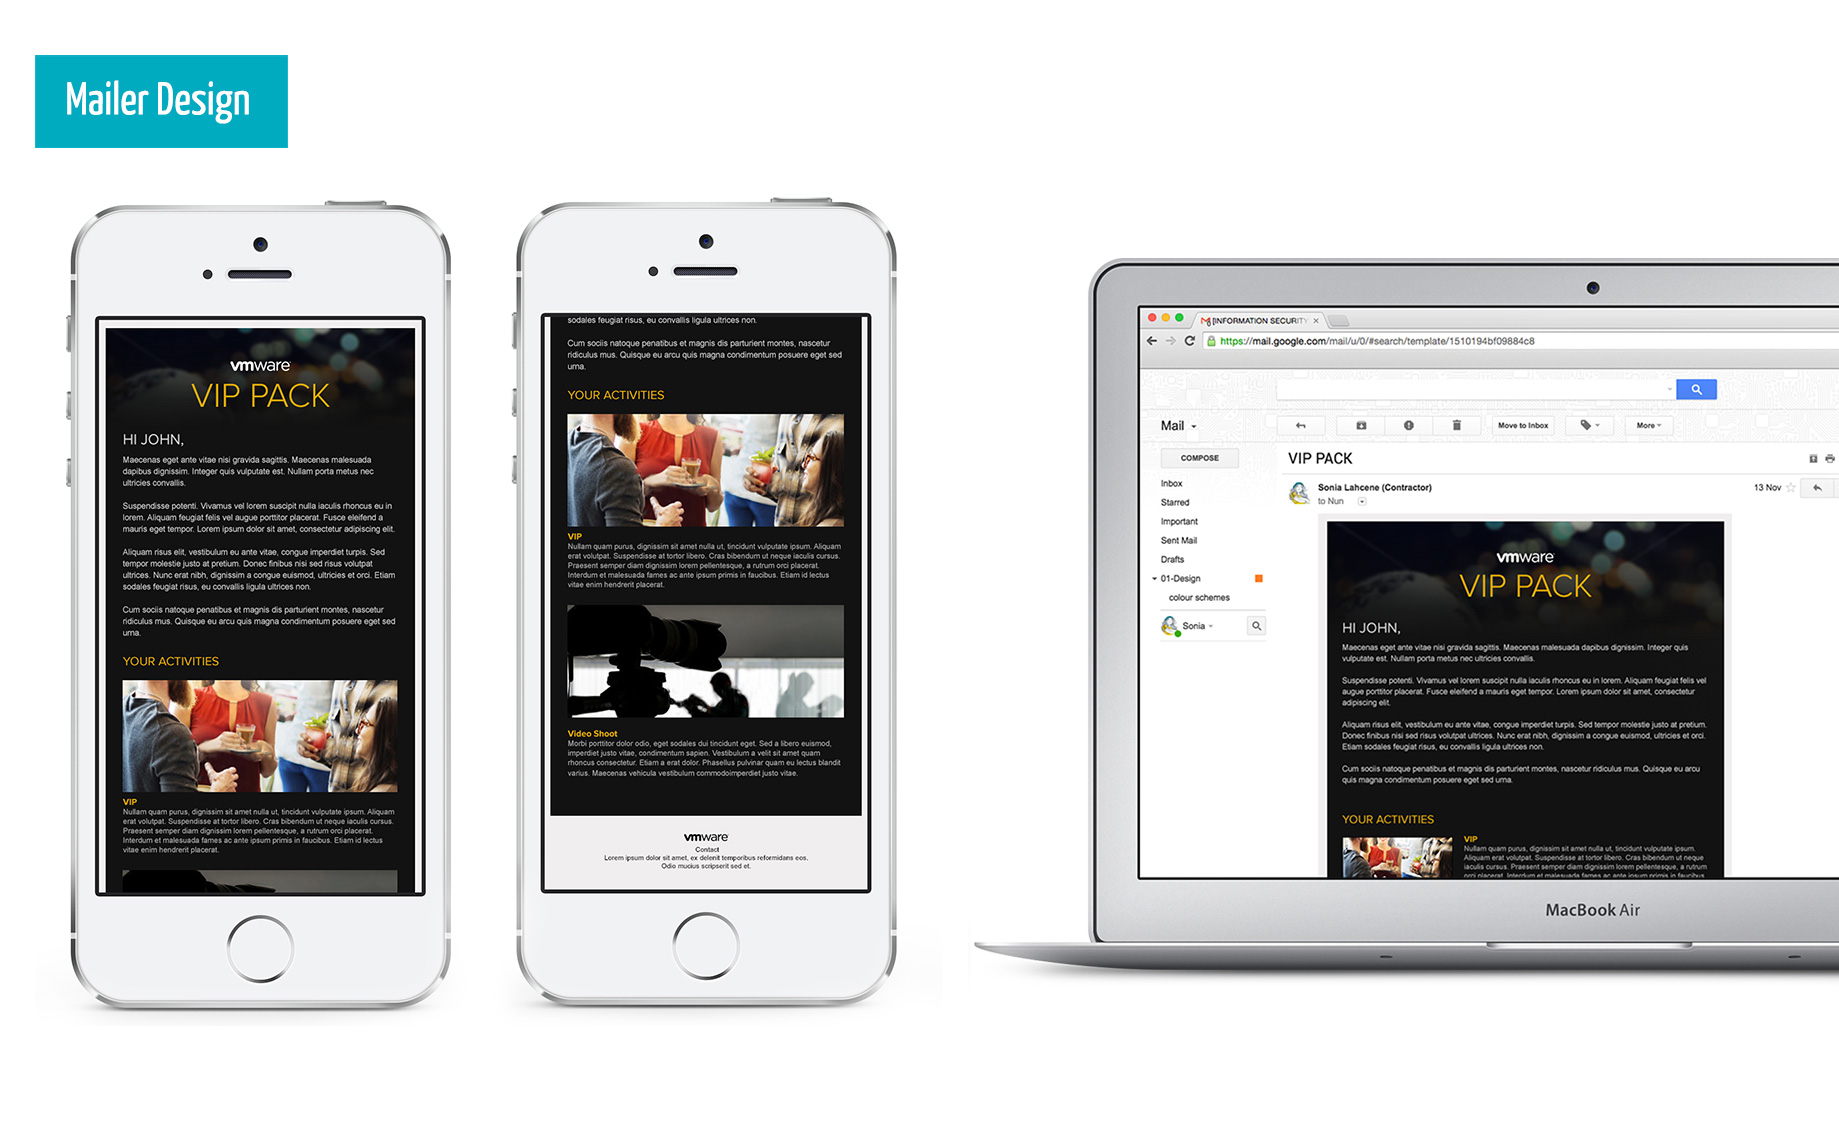 Mailer Design
vmware
VIP PACK
HI JOHN,
Maecenas eget ante vitae nisi gravida sagittis. Maecenas malesuada
dapibus dignissim. Integer quis vulputate est. Nullam porta metus nec
ultricies convallis.
Suspendisse potenti. Vivamus vel lorem suscipit nulla iaculis rhoncus eu in
lorem. Aliquam feugiat felis vel augue porttitor placerat. Fusce eleifend a
mauris eget tempor. Lorem ipsum dolor sit amet, consectetur adipiscing elit.
Aliquam risus elit, vestibulum eu ante vitae, congue imperdiet turpis. Sed
tempor molestie justo at pretium. Donec finibus nisi sed risus volutpat
ultrices. Nunc erat nibh, dignissim a congue euismod, ultricies et orci. Etiam
sodales feugiat risus, eu convallis ligula ultrices non.
Cum sociis natoque penatibus et magnis dis parturient montes, nascetur
ridiculus mus. Quisque eu arcu quis magna condimentum posuere eget sed
urna.
YOUR ACTIVITIES
VIP
Nullam quam purus, dignissim sit amet nulla ut, tincidunt vulputate ipsum. Aliquam
erat volutpat. Suspendisse at tortor libero. Cras bibendum ut neque iaculis cursus.
Praesent semper diam dignissim lorem pellentesque, a rutrum orci placerat.
Interdum et malesuada fames ac ante ipsum primis in faucibus. Etiam id lectus
vitae enim hendrerit placerat.
sodales feugiat risus, eu convallis ligula ultrices non.
Cum sociis natoque penatibus et magnis dis parturient montes, nascetur
ridiculus mus. Quisque eu arcu quis magna condimentum posuere eget sed
urna.
YOUR ACTIVITIES
VIP
Nullam quam purus, dignissim sit amet nulla ut, tincidunt vulputate ipsum. Aliquam
erat volutpat. Suspendisse at tortor libero. Cras bibendum ut neque iaculis cursus.
Praesent semper diam dignissim lorem pellentesque, a rutrum orci placerat.
Interdum et malesuada fames ac ante ipsum primis in faucibus. Etiam id lectus
vitae enim hendrerit placerat.
Video Shoot
Morbi porttitor dolor odio, eget sodales dui tincidunt eget. Sed a libero euismod,
imperdiet justo vitae, condimentum sapien. Vestibulum a velit sit amet quam
rhoncus consectetur. Etiam a erat dolor. Phasellus pulvinar quam eu lectus blandit
varius. Maecenas vehicula vestibulum commodoimperdiet justo vitae.
vmware
Contact
Lorem ipsum dolor sit amet, ex delenit temporibus reformidans eos.
Odio mucius scripserit sed et.
[INFORMATION SECURITY
https://mail.google.com/mail/u/0/#search/template/1510194bf09884c8
Mail
Move to Inbox
More
COMPOSE
VIP PACK
Inbox
Starred
Important
Sent Mail
Drafts
01-Design
colour schemes
Sonia
Sonia Lahcene (Contractor)
13 Nov
to Nun
vmware
VIP PACK
HI JOHN,
Maecenas eget ante vitae nisi gravida sagittis. Maecenas malesuada dapibus dignissim. Integer quis
vulputate est. Nullam porta metus nec ultricies convallis.
Suspendisse potenti. Vivamus vel lorem suscipit nulla iaculis rhoncus eu in lorem. Aliquam feugiat felis vel
augue porttitor placerat. Fusce eleifend a mauris eget tempor. Lorem ipsum dolor sit amet, consectetur
adipiscing elit.
Aliquam risus elit, vestibulum eu ante vitae, congue imperdiet turpis. Sed tempor molestie justo at pretium.
Donec finibus nisi sed risus volutpat ultrices. Nunc erat nibh, dignissim a congue euismod, ultricies et orci.
Etiam sodales feugiat risus, eu convallis ligula ultrices non.
Cum sociis natoque penatibus et magnis dis parturient montes, nascetur ridiculus mus. Quisque eu arcu
quis magna condimentum posuere eget sed urna.
YOUR ACTIVITIES
VIP
Nullam quam purus, dignissim sit amet nulla ut, tincidunt vulputate ipsum.
Aliquam erat volutpat. Suspendisse at tortor libero. Cras bibendum ut neque
iaculis cursus. Praesent semper diam dignissim lorem pellentesque, a rutrum
orci placerat. Interdum et malesuada fames ac ante ipsum primis in faucibus.
MacBook Air